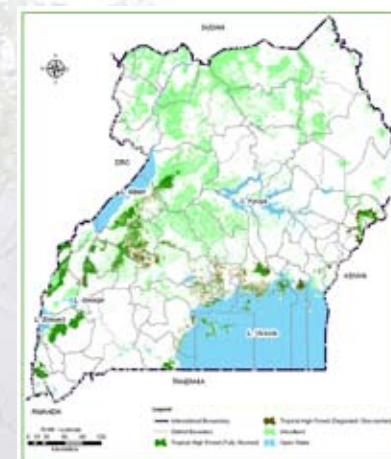 SUDAN
DRC
L. Albert
L. Kyoga
KENYA
L. George
L. Edward
L. Victoria
TANZANIA
RWANDA
Legend
International Boundary
District Boundary
Tropical High Forest (Fully Stocked)
Tropical High Forest (Degraded)
Woodland
Open Water
Kilometers